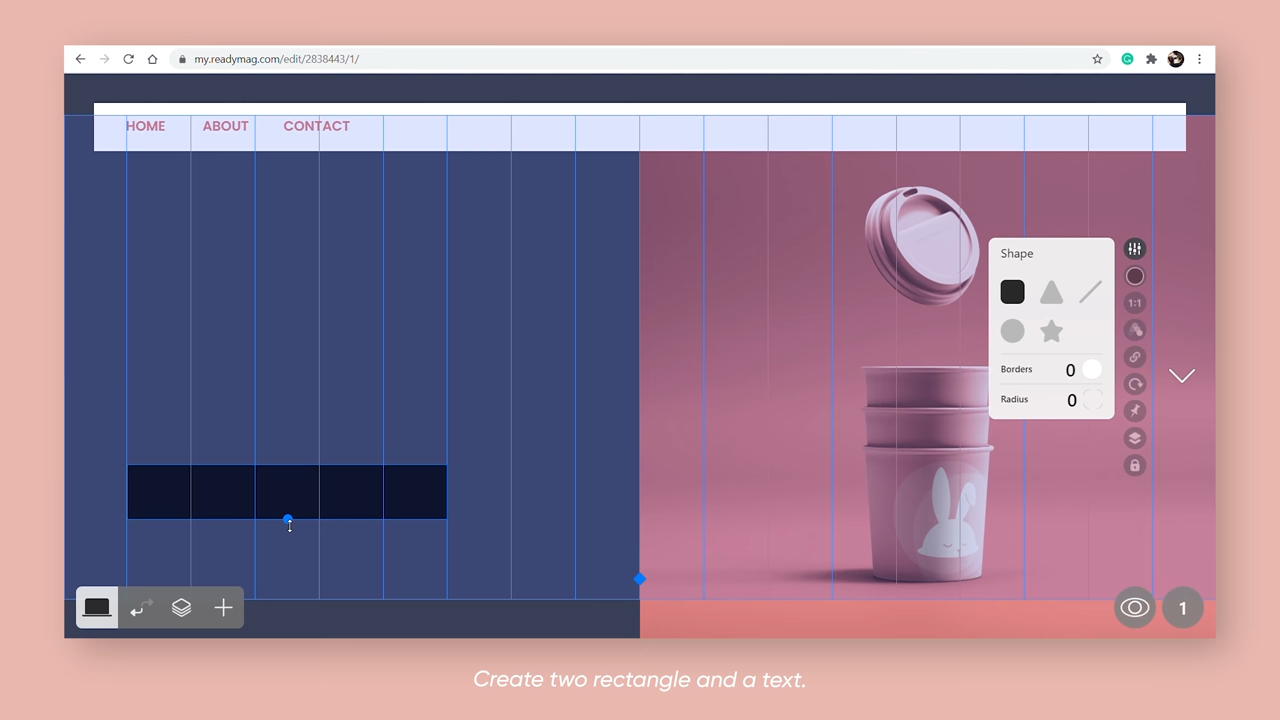 my.readymag.com/edit/2838443/1/
HOME ABOUT CONTACT
Shape
1:1
Borders 0
Radius 0
1
Create two rectangle and a text.